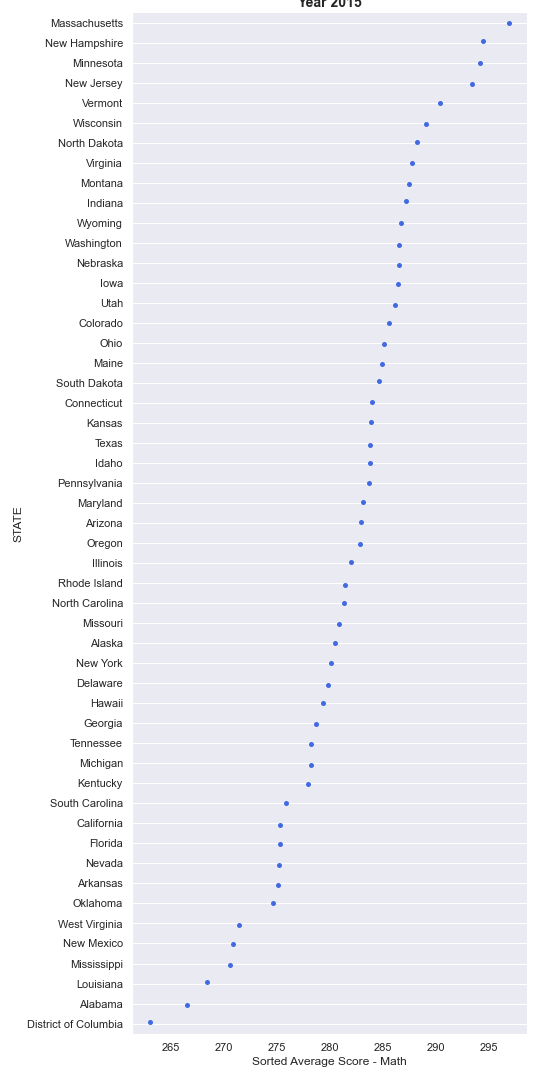 Year 2015
Massachusetts
New Hampshire
Minnesota
New Jersey
Vermont
Wisconsin
North Dakota
Virginia
Montana
Indiana
Wyoming
Washington
Nebraska
Iowa
Utah
Colorado
Ohio
Maine
South Dakota
Connecticut
Kansas
Texas
Idaho
Pennsylvania
Maryland
Arizona
Oregon
Illinois
Rhode Island
North Carolina
Missouri
Alaska
New York
Delaware
Hawaii
Georgia
Tennessee
Michigan
Kentucky
South Carolina
California
Florida
Nevada
Arkansas
Oklahoma
West Virginia
New Mexico
Mississippi
Louisiana
Alabama
District of Columbia
STATE
265 270 275 280 285 290 295
Sorted Average Score - Math